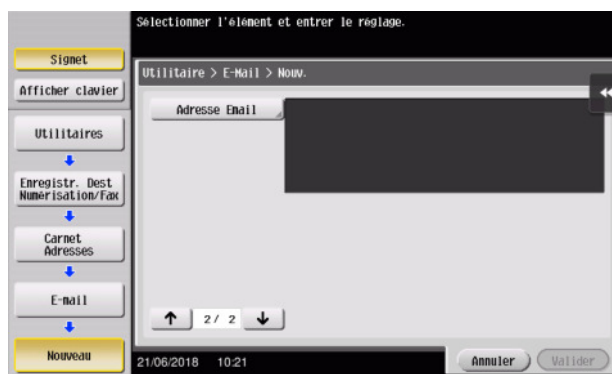 Sélectionner l'élément et entrer le réglage.
Signet
Afficher clavier
Utilitaire > E-Mail > Nouv.
Adresse Email
Utilitaires
Enregistr. Dest
Numérisation/Fax
Carnet
Adresses
E-mail
Nouveau
2/ 2
21/06/2018 10:21
Annuler
Valider